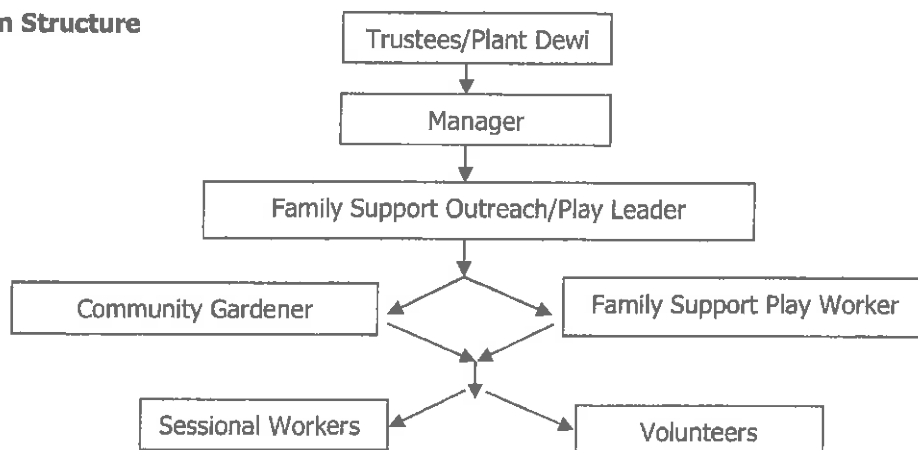 Structure
Trustees/Plant Dewi
Manager
Family Support Outreach/Play Leader
Community Gardener
Family Support Play Worker
Sessional Workers
Volunteers